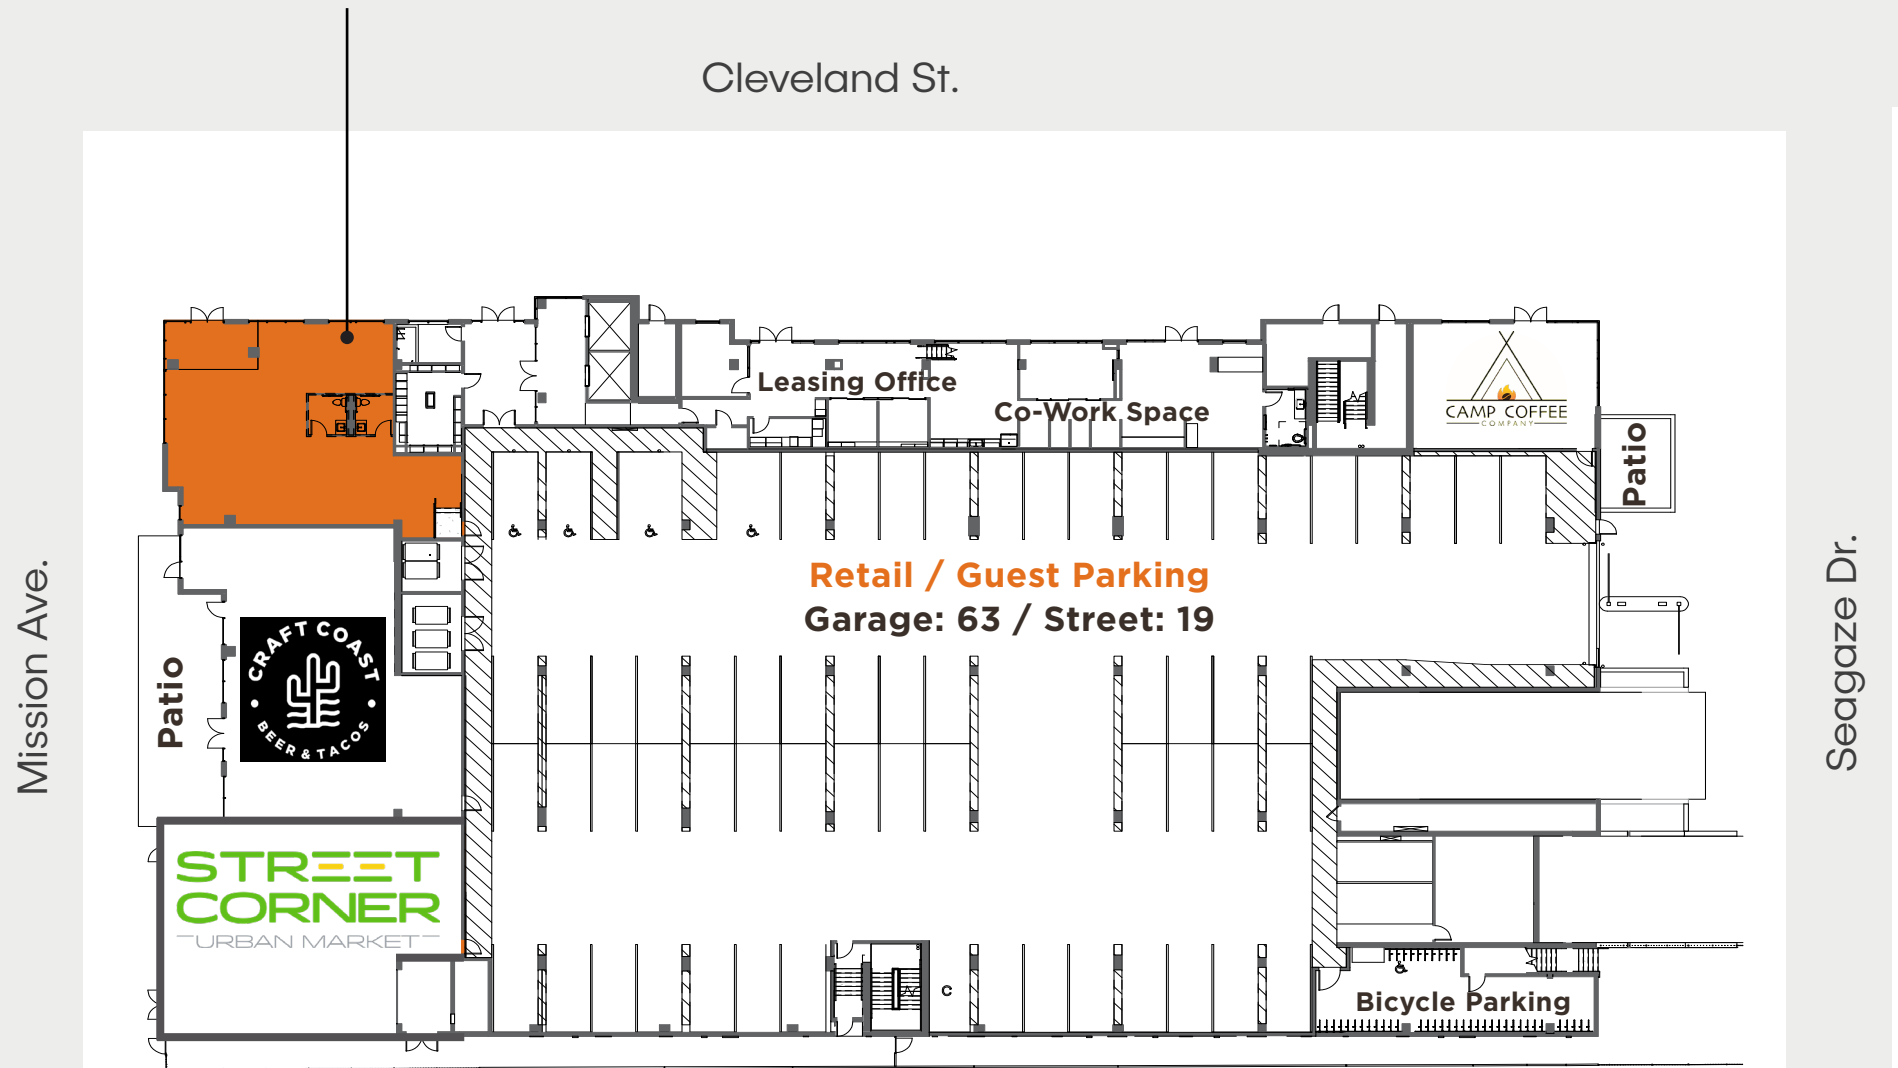 Cleveland St.
Leasing Office
Co-Work Space
CAMP COFFEE
COMPANY
Patio
Retail / Guest Parking
Garage: 63 / Street: 19
Mission Ave.
Patio
CRAFT COAST
BEER & TACOS
Seagaze Dr.
STREET
CORNER
URBAN MARKET
C
Bicycle Parking